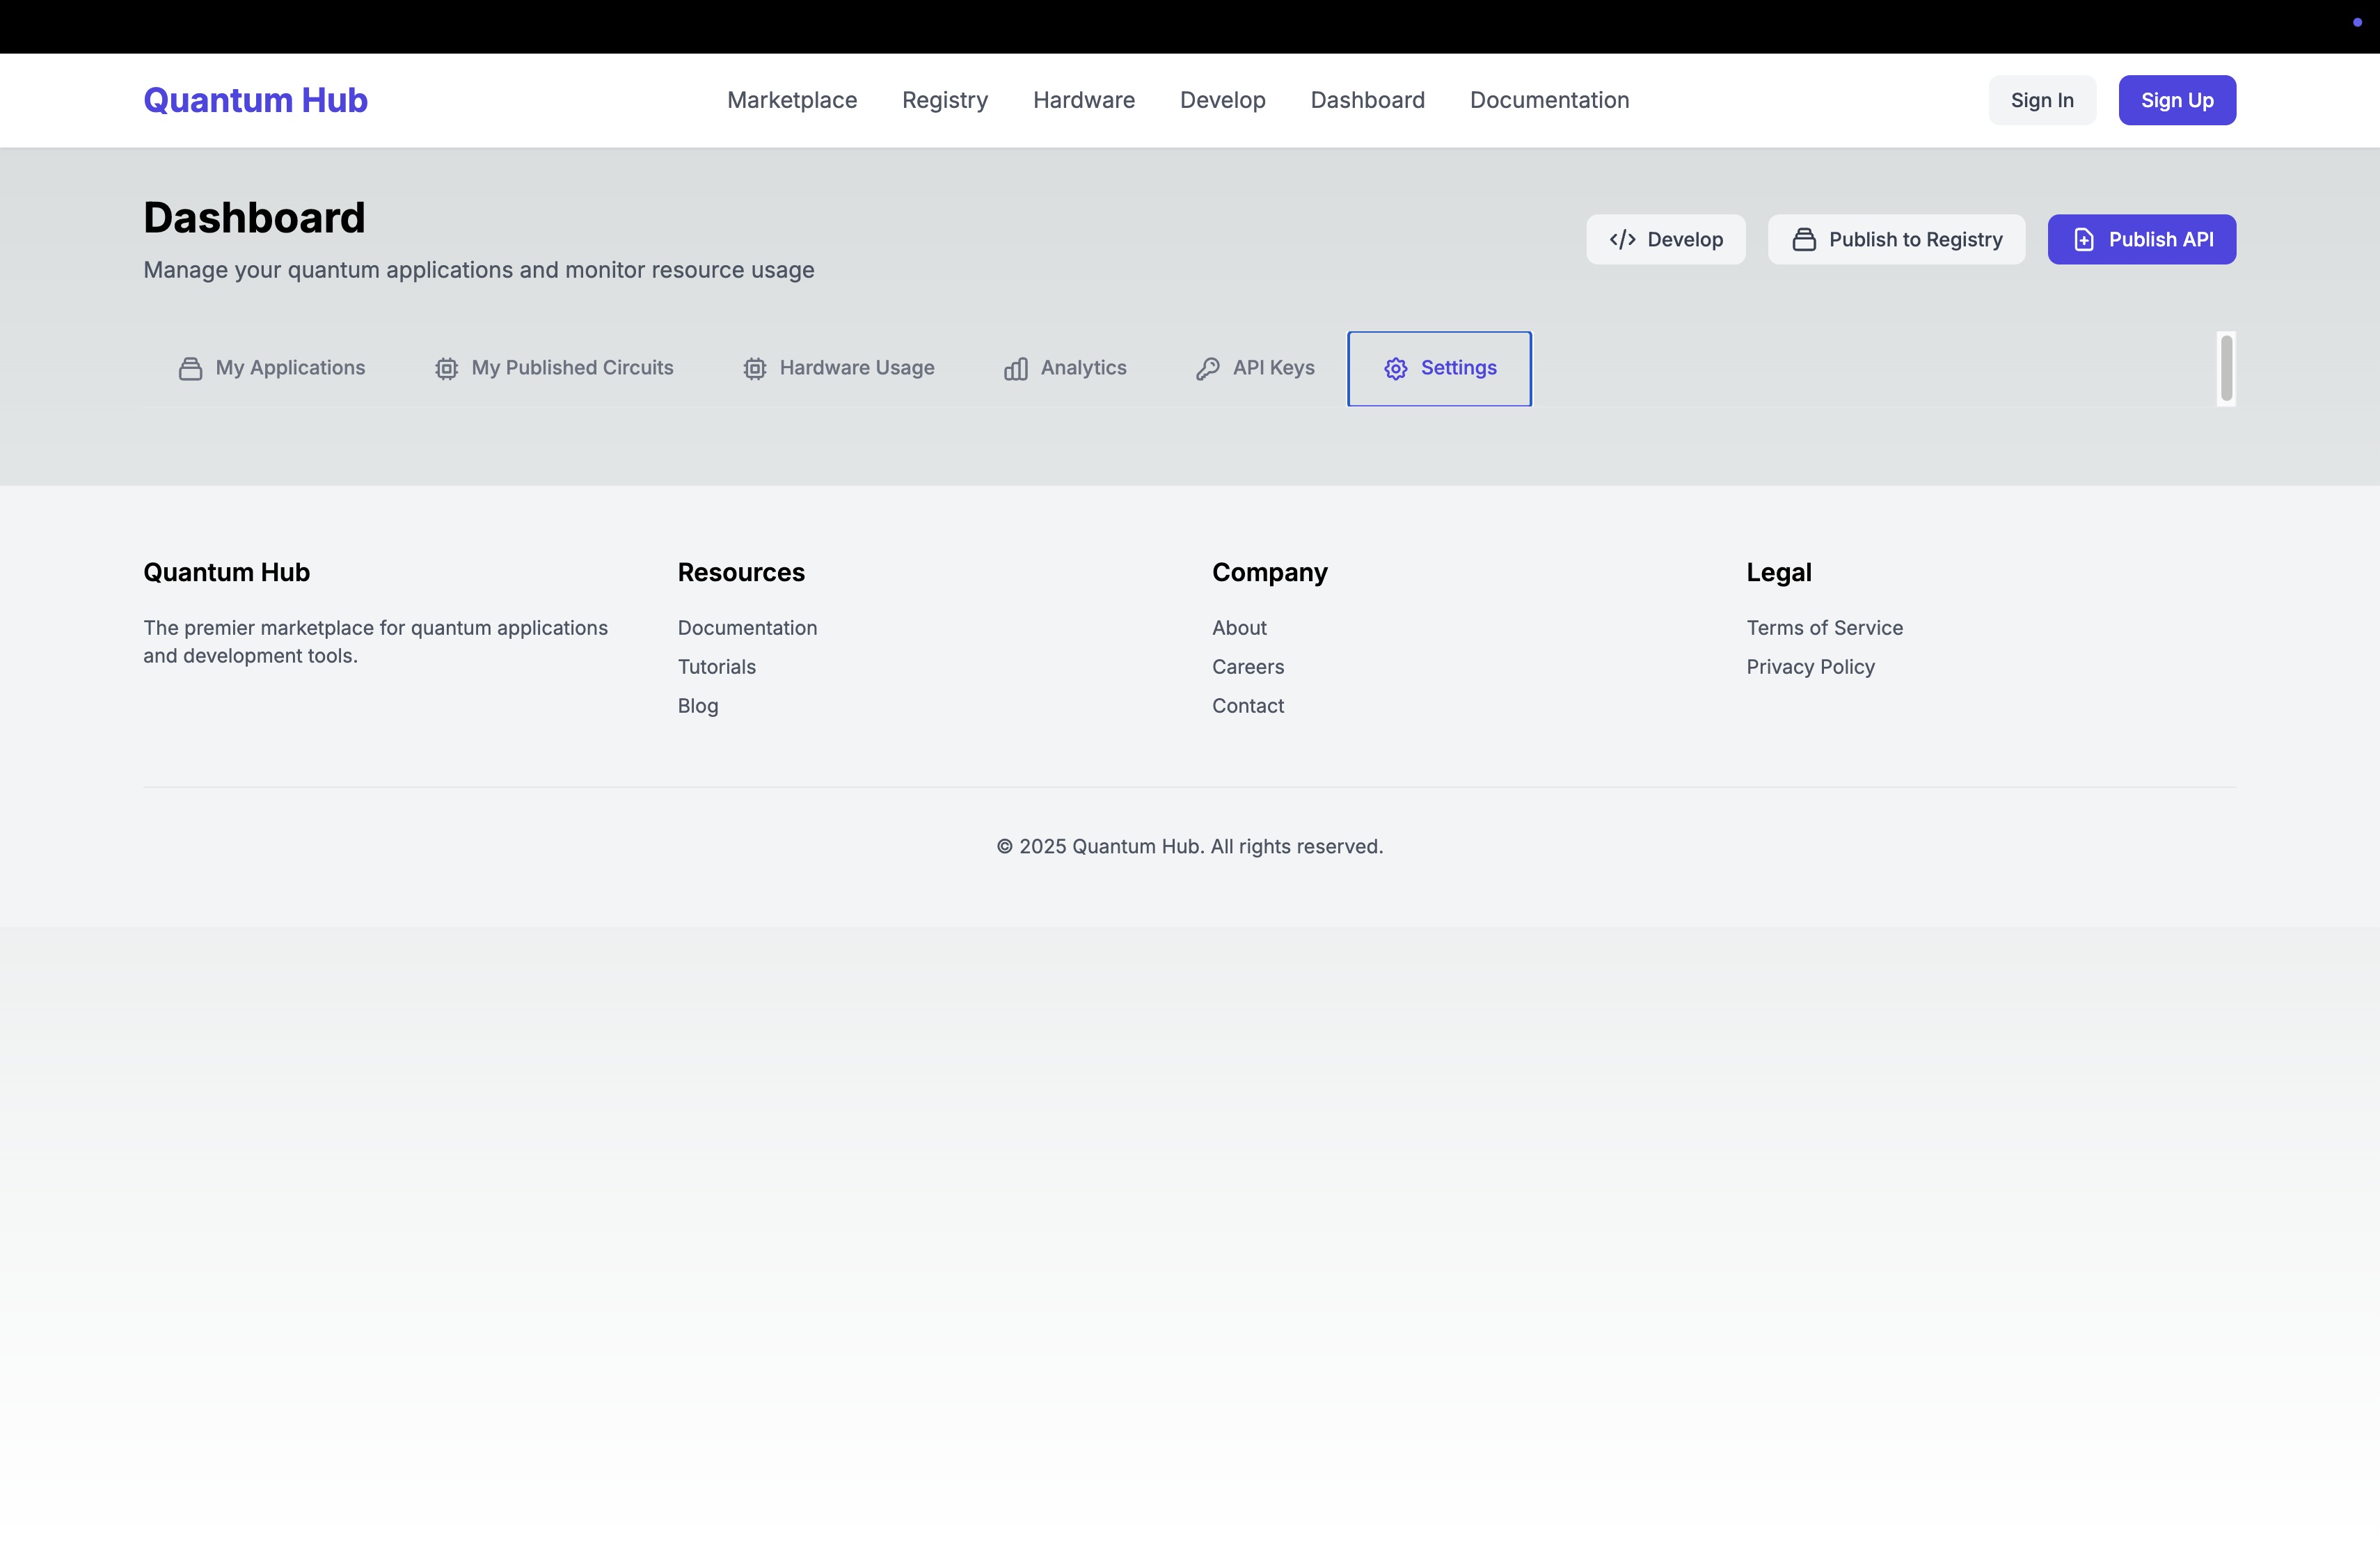 Quantum Hub
Marketplace
Registry
Hardware
Develop
Dashboard
Documentation
Sign In
Sign Up
Dashboard
Manage your quantum applications and monitor resource usage
Develop
Publish to Registry
Publish API
My Applications
My Published Circuits
Hardware Usage
Analytics
API Keys
Settings
Quantum Hub
The premier marketplace for quantum applications
and development tools.
Resources
Documentation
Tutorials
Blog
Company
About
Careers
Contact
Legal
Terms of Service
Privacy Policy
© 2025 Quantum Hub. All rights reserved.